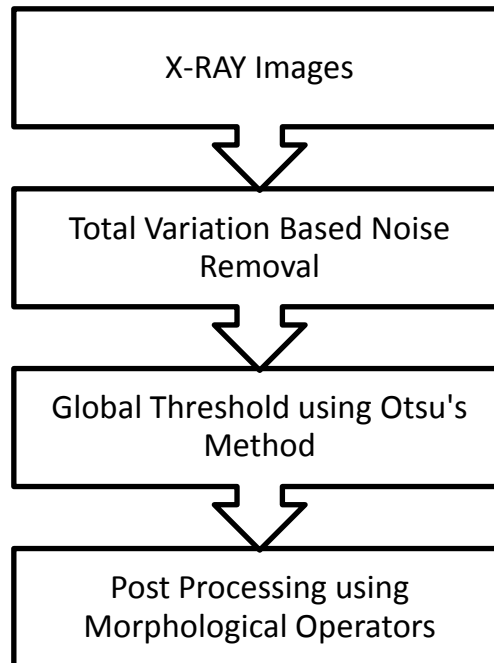 X-RAY Images
Total Variation Based Noise
Removal
Global Threshold using Otsu's
Method
Post Processing using
Morphological Operators